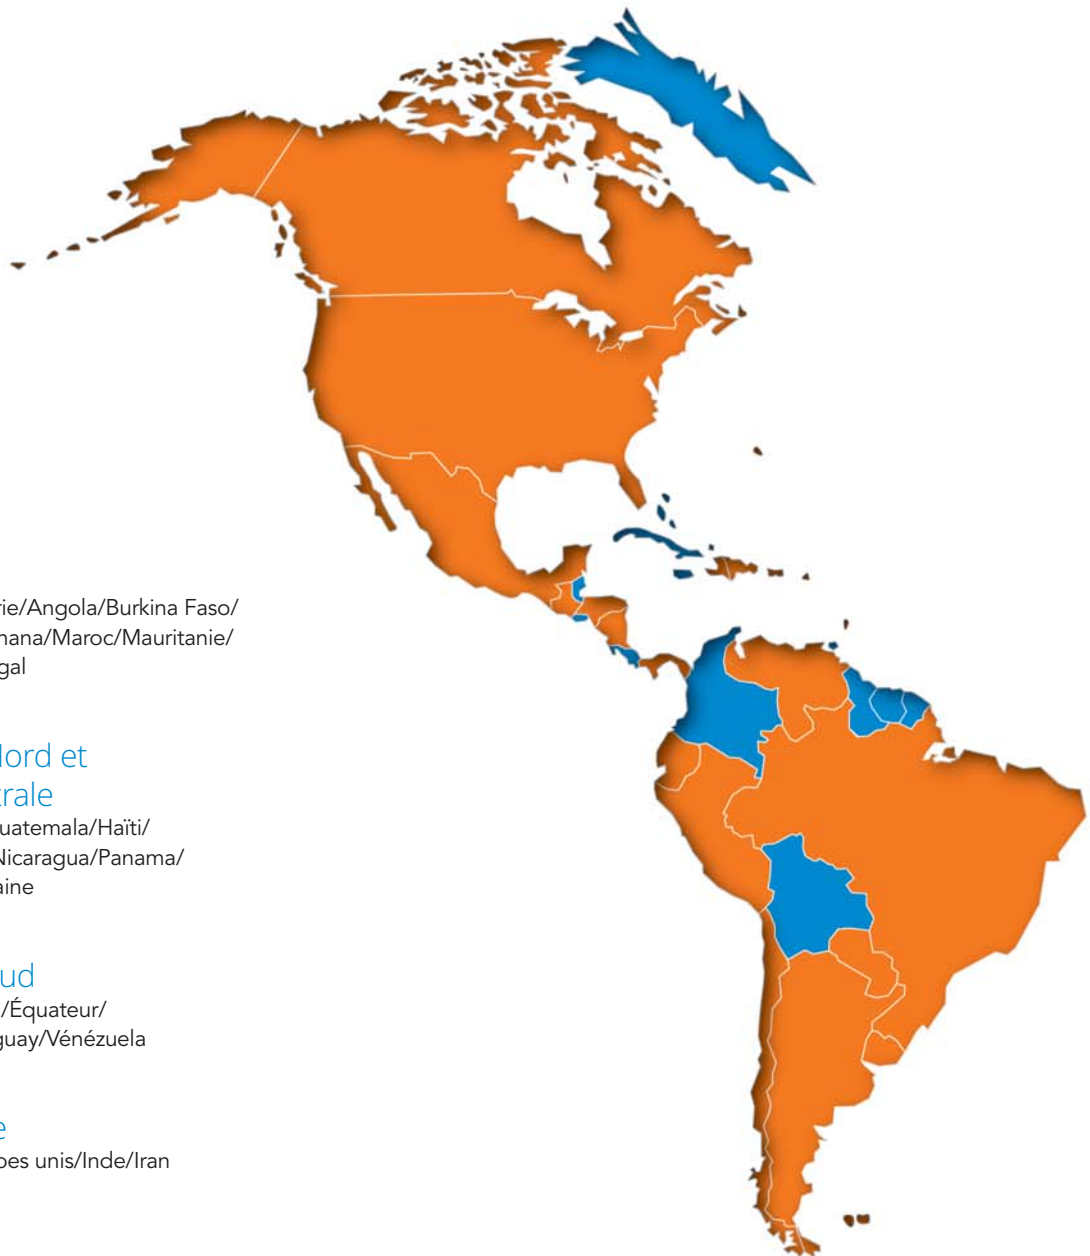 rie/Angola/Burkina Faso/
hana/Maroc/Mauritanie/
gal
Nord et
trale
uatemala/Haïti/
Nicaragua/Panama/
aine
ud
/Équateur/
guay/Vénézuela
e
bes unis/Inde/Iran